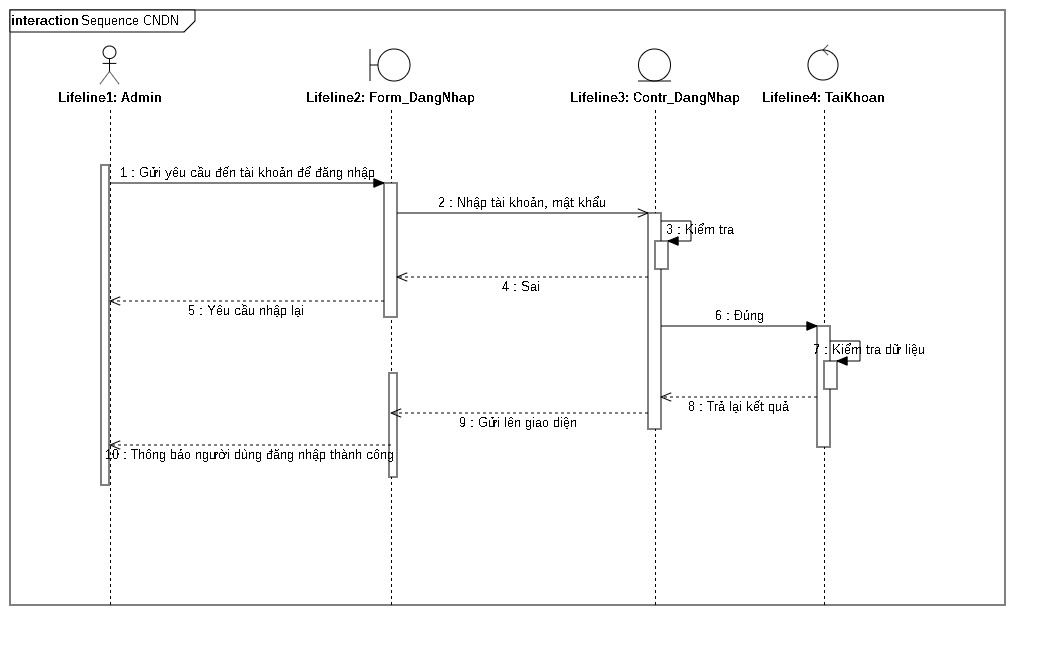 interaction Sequence CNDN
Lifeline1: Admin
Lifeline2: Form_DangNhap
Lifeline3: Contr_DangNhap
Lifeline4: TaiKhoan
1 : Gửi yêu cầu đến tài khoản để đăng nhập
2 : Nhập tài khoản, mật khẩu
3 : Kiểm tra
4 : Sai
5 : Yêu cầu nhập lại
6 : Đúng
7 : Kiểm tra dữ liệu
8 : Trả lại kết quả
9 : Gửi lên giao diện
10 : Thông báo người dùng đăng nhập thành công